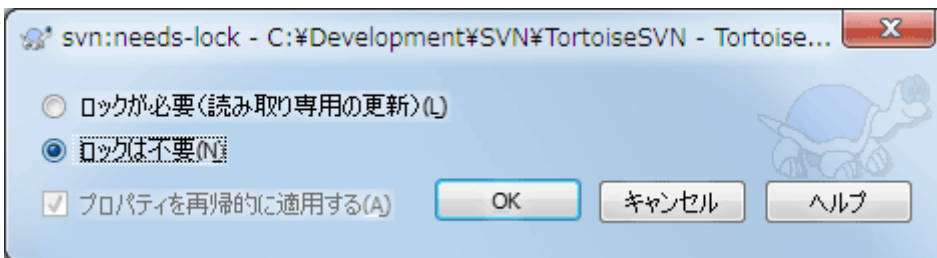 svn:needs-lock - C:¥Development¥SVN¥TortoiseSVN - Tortoise...
ロックが必要(読み取り専用の更新)(L)
ロックは不要(N)
プロパティを再帰的に適用する(A)
OK
キャンセル
ヘルプ